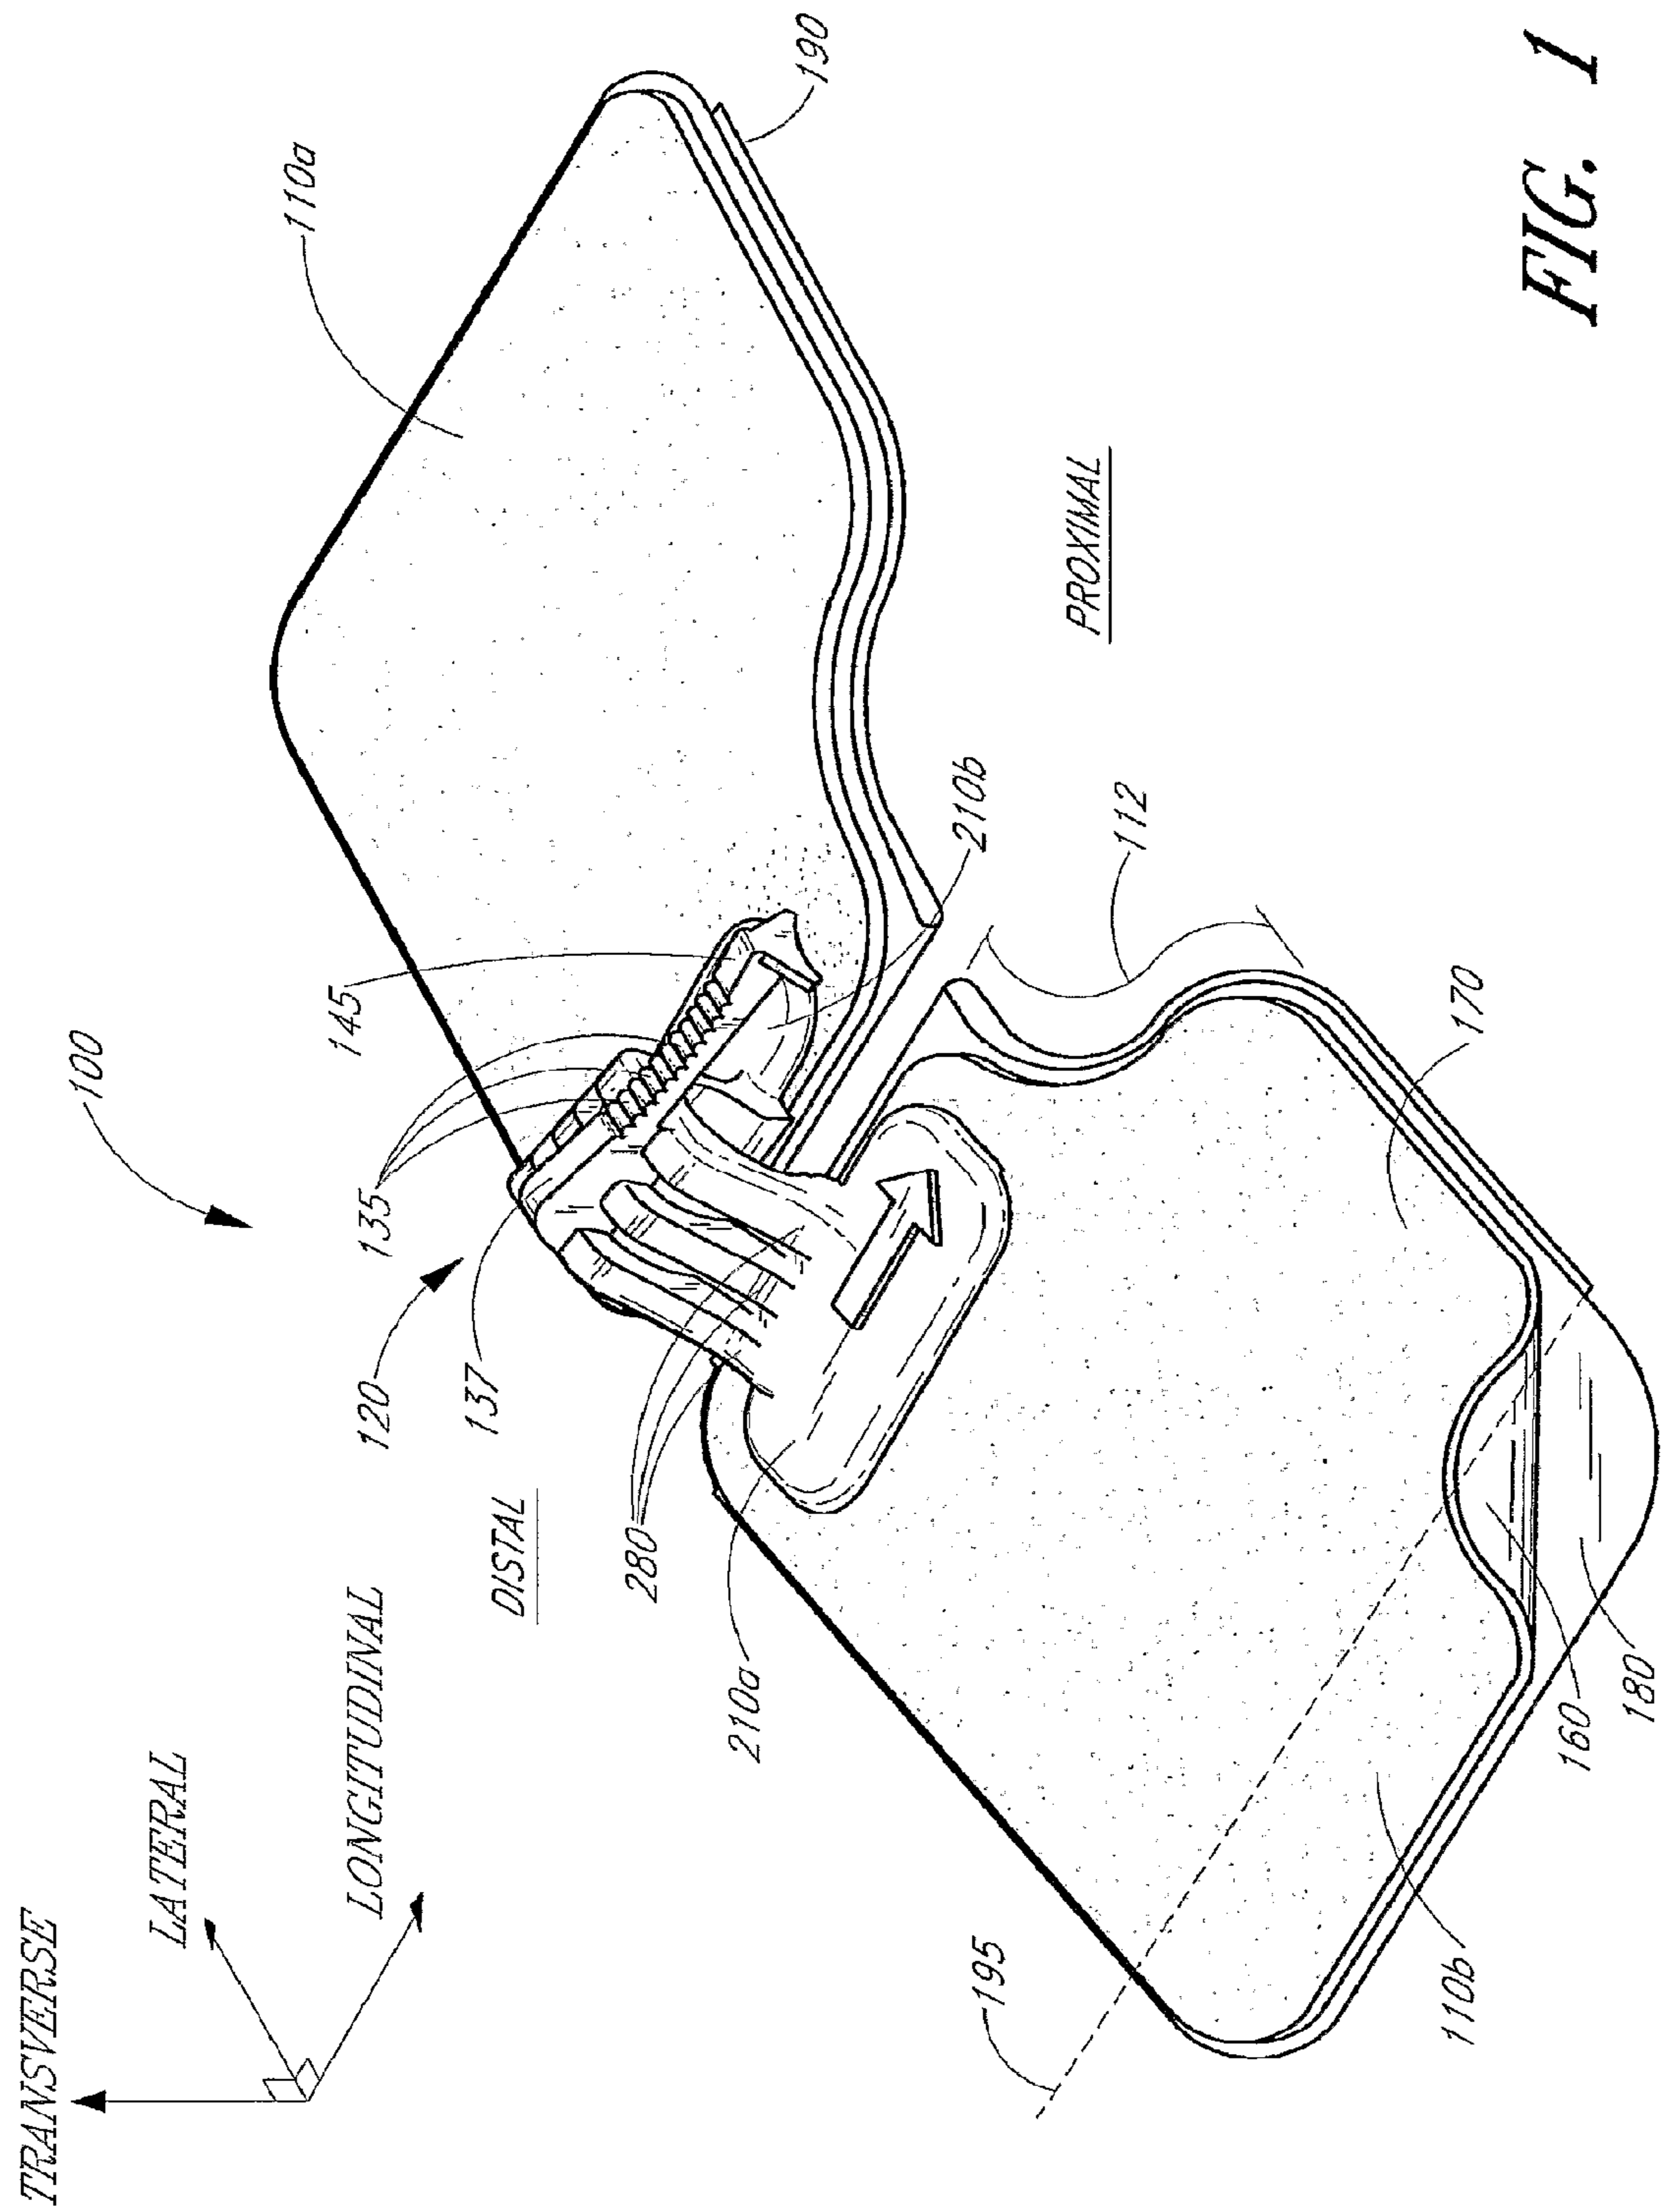 TRANSVERSE
LATERAL
LONGITUDINAL
100
120
135
145
137
110a
190
DISTAL
280
210a
210b
PROXIMAL
112
170
195
110b
160
180
FIG. 1